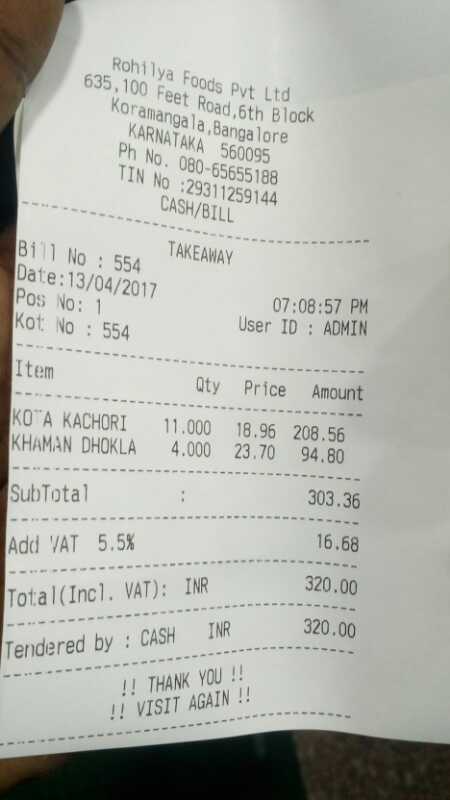 Rohilya Foods Pvt Ltd
635,100 Feet Road,6th Block
Koramangala,Bangalore
KARNATAKA 560095
Ph No. 080-65655188
TIN No :29311259144
CASH/BILL
TAKEAWAY
Bill No : 554
Date:13/04/2017 07:08:57 PM
Pos No: 1 User ID : ADMIN
Kot No : 554
Item Qty Price Amount
KOTA KACHORI 11.000 18.96 208.56
KHAMAN DHOKLA 4.000 23.70 94.80
SubTotal : 303.36
Add VAT 5.5% 16.68
Total(Incl. VAT): INR 320.00
Tendered by : CASH INR 320.00
!! THANK YOU !!
!! VISIT AGAIN !!